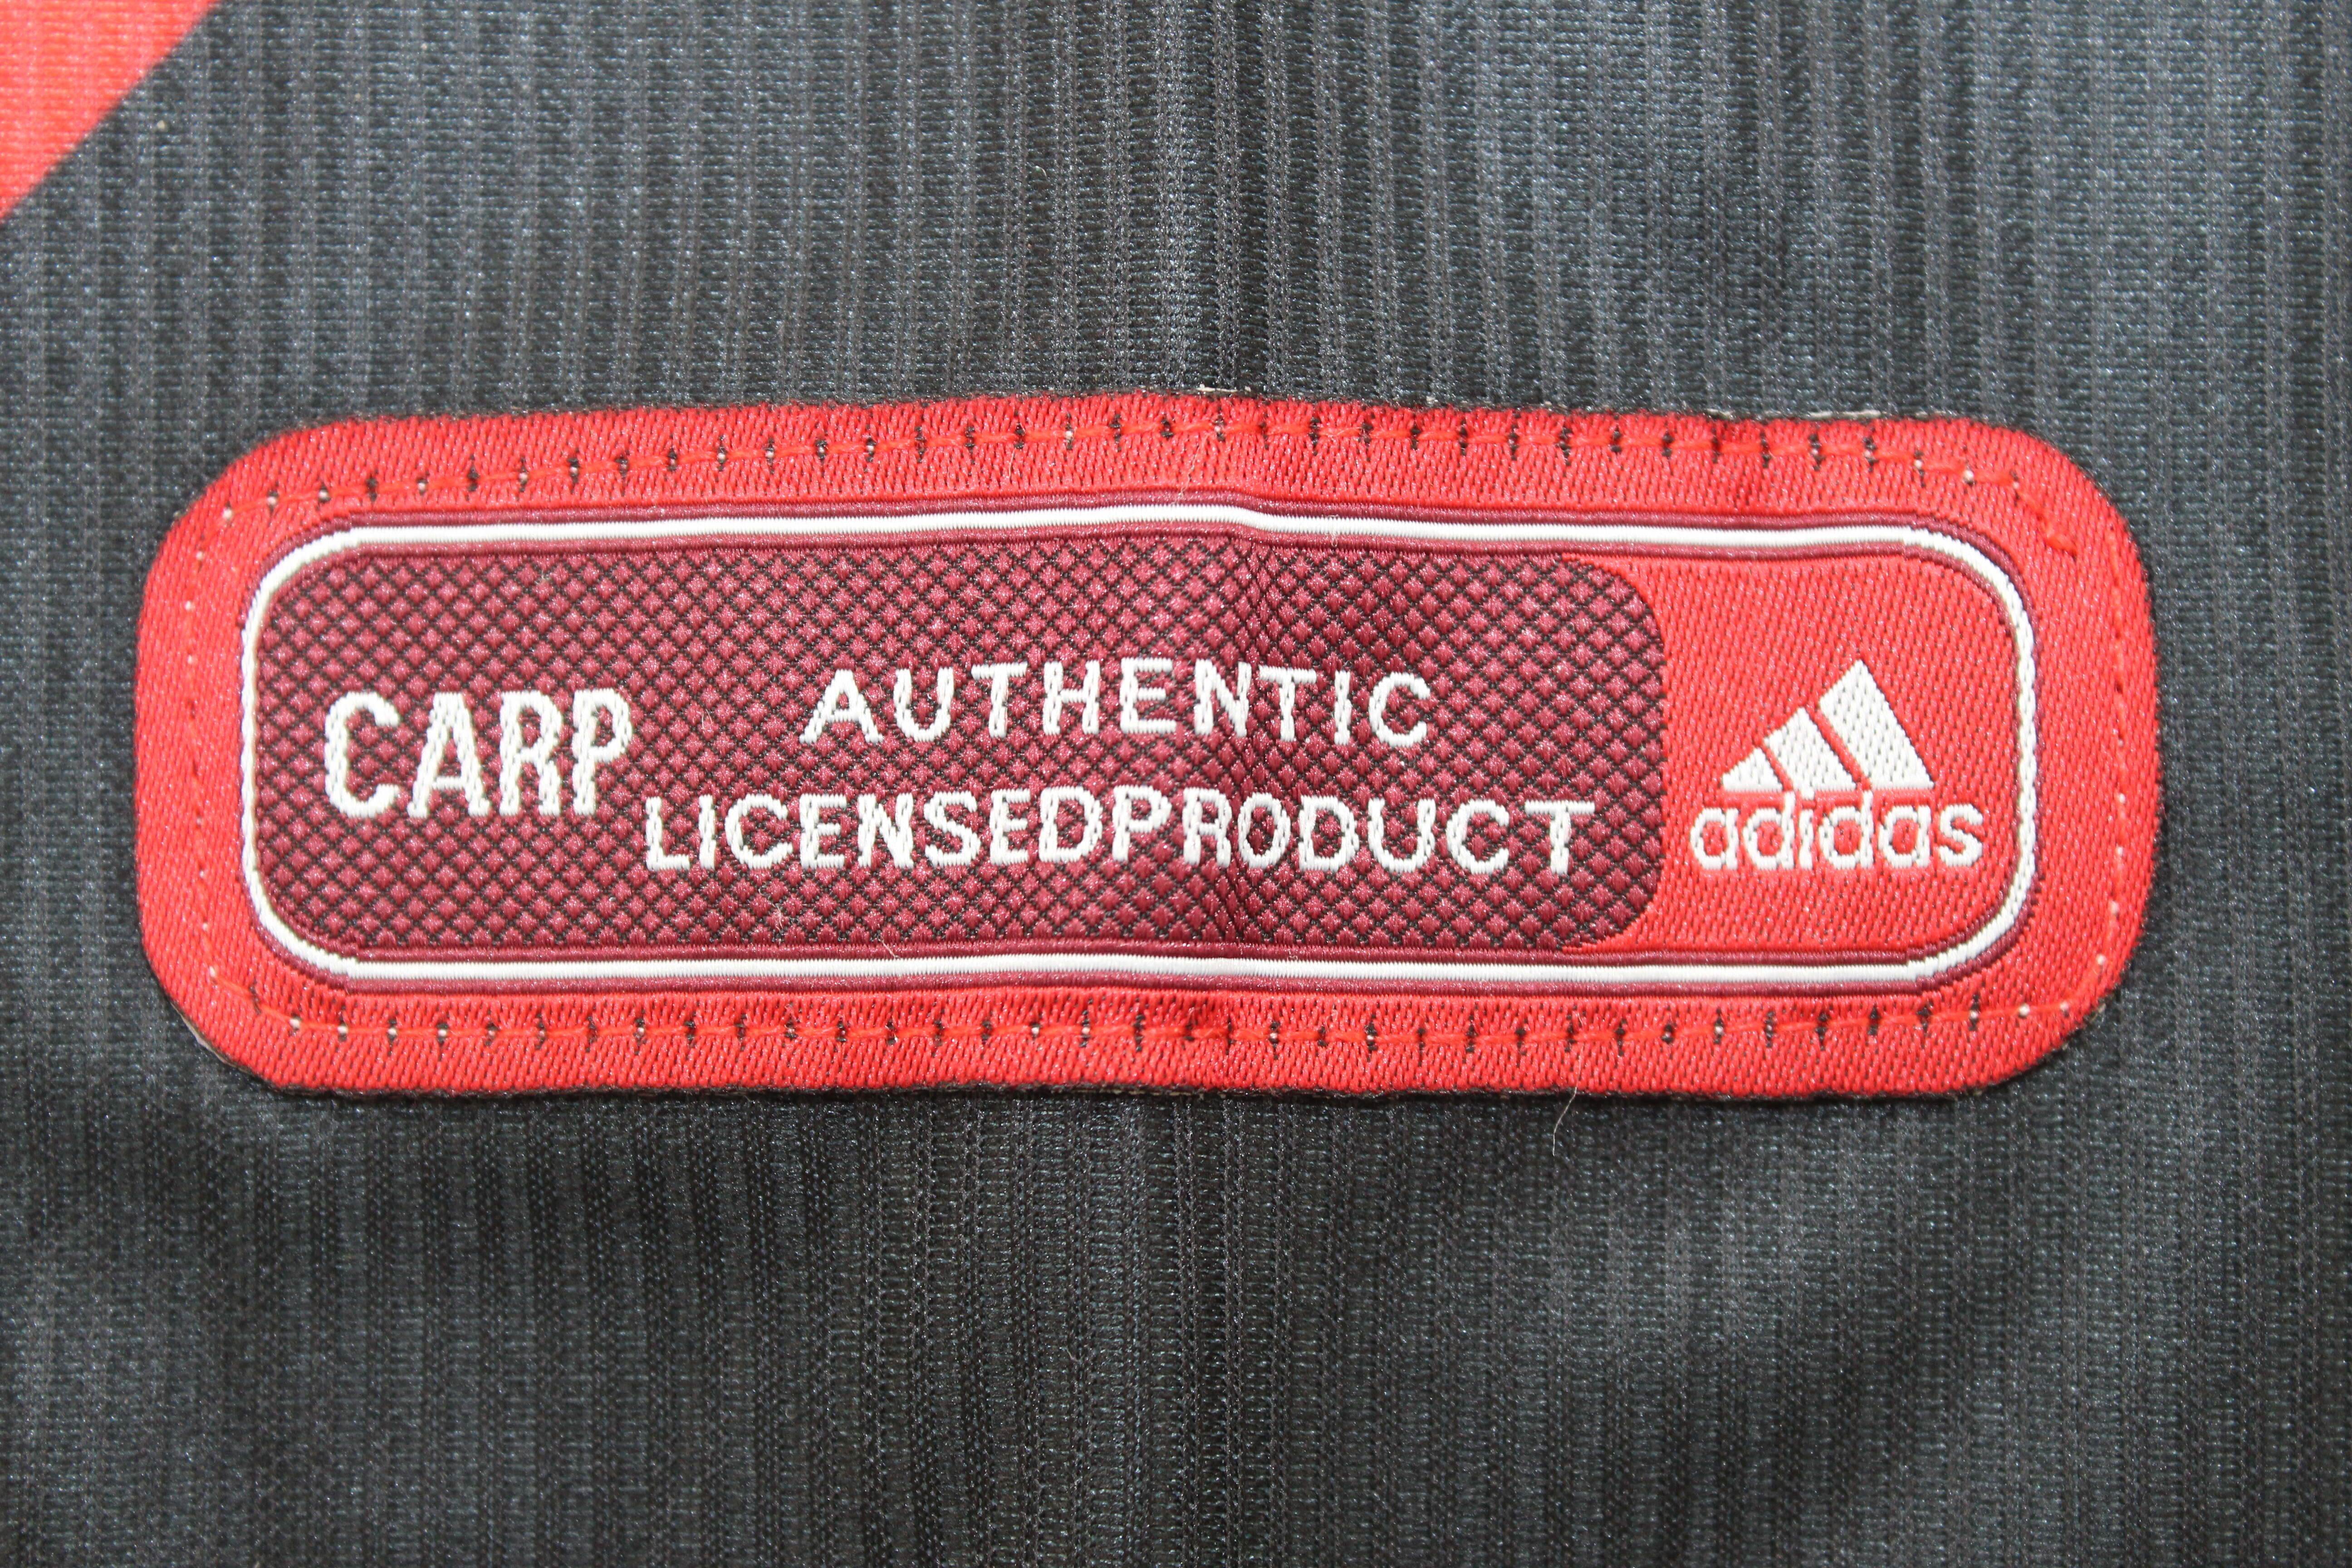 CARP
AUTHENTIC
LICENSEDPRODUCT
adidas